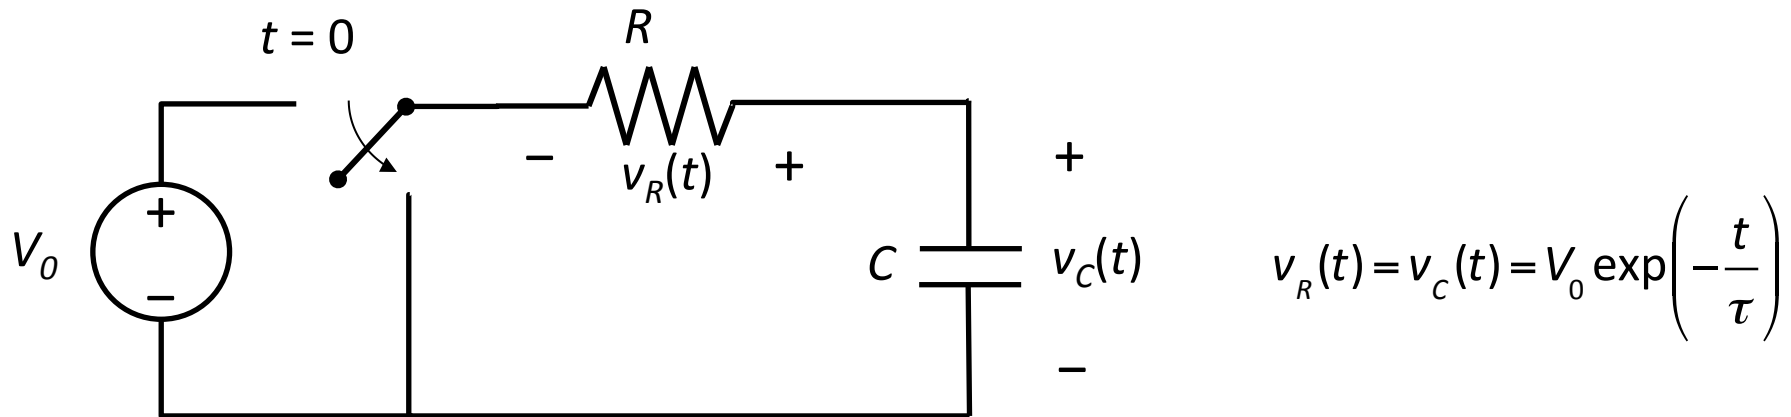 t = 0
R
− v_R(t) +
V_0
+
−
C
+
v_C(t)
−
v_R(t) = v_C(t) = V_0 exp(−t/τ)